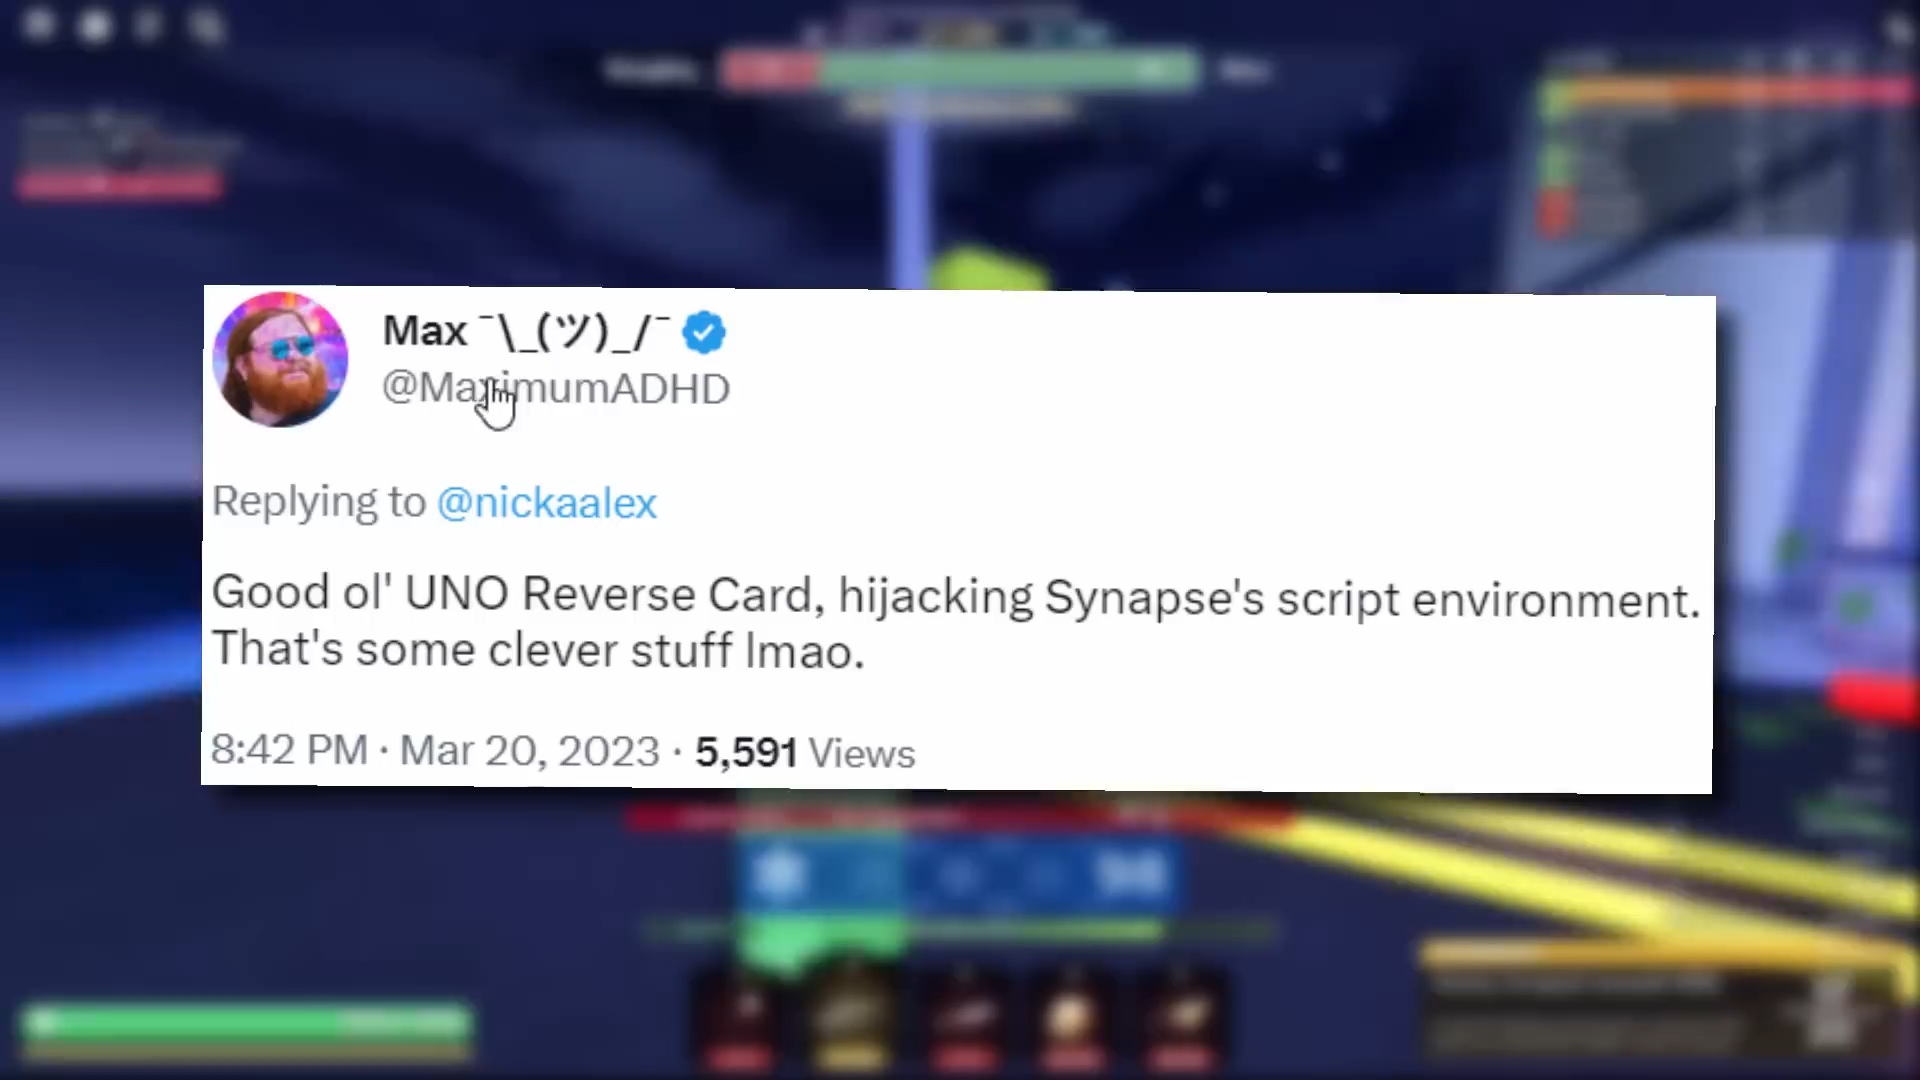 Max ¯\_(ツ)_/¯
@MaximumADHD
Replying to @nickaalex
Good ol' UNO Reverse Card, hijacking Synapse's script environment.
That's some clever stuff lmao.
8:42 PM · Mar 20, 2023 · 5,591 Views